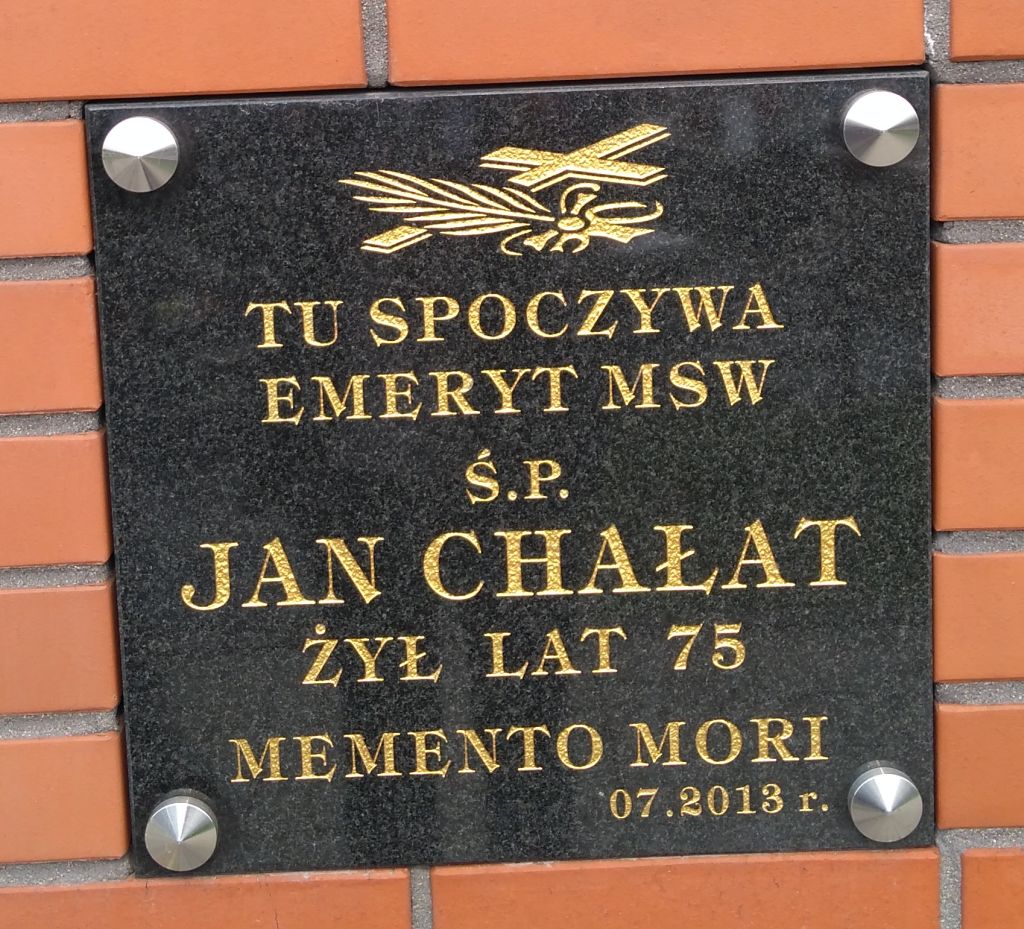 TU SPOCZYWA
EMERYT MSW
Ś.P.
JAN CHAŁAT
ŻYŁ LAT 75
MEMENTO MORI
07.2013 r.